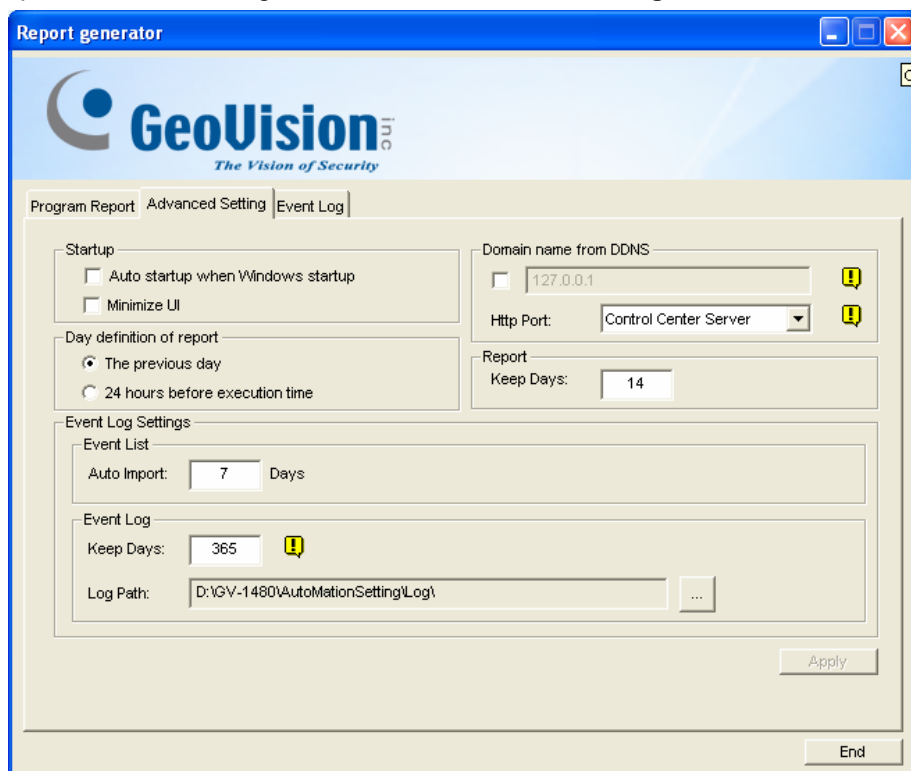 Report generator
GeoVision inc
The Vision of Security
Program Report Advanced Setting Event Log
Startup
Auto startup when Windows startup
Minimize UI
Day definition of report
The previous day
24 hours before execution time
Domain name from DDNS
127.0.0.1
Http Port: Control Center Server
Report
Keep Days: 14
Event Log Settings
Event List
Auto Import: 7 Days
Event Log
Keep Days: 365
Log Path: D:\GV-1480\AutoMationSetting\Log\ ...
Apply
End